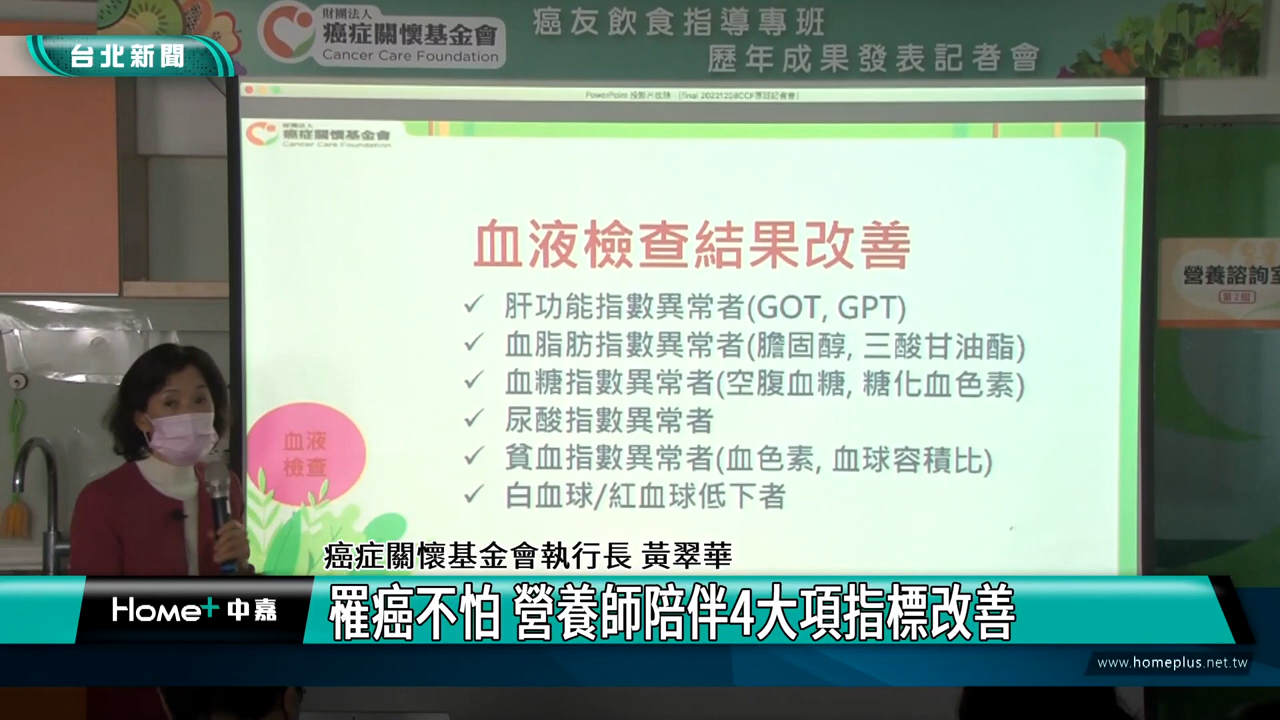 台北新聞
財團法人
癌症關懷基金會
Cancer Care Foundation
癌友飲食指導專班
歷年成果發表記者會
財團法人
癌症關懷基金會
Cancer Care Foundation
血液檢查結果改善
✓ 肝功能指數異常者(GOT, GPT)
✓ 血脂肪指數異常者(膽固醇, 三酸甘油酯)
✓ 血糖指數異常者(空腹血糖, 糖化血色素)
✓ 尿酸指數異常者
✓ 貧血指數異常者(血色素, 血球容積比)
✓ 白血球/紅血球低下者
血液
檢查
營養諮詢室
癌症關懷基金會執行長 黃翠華
Home+ 中嘉
罹癌不怕 營養師陪伴4大項指標改善
www.homeplus.net.tw